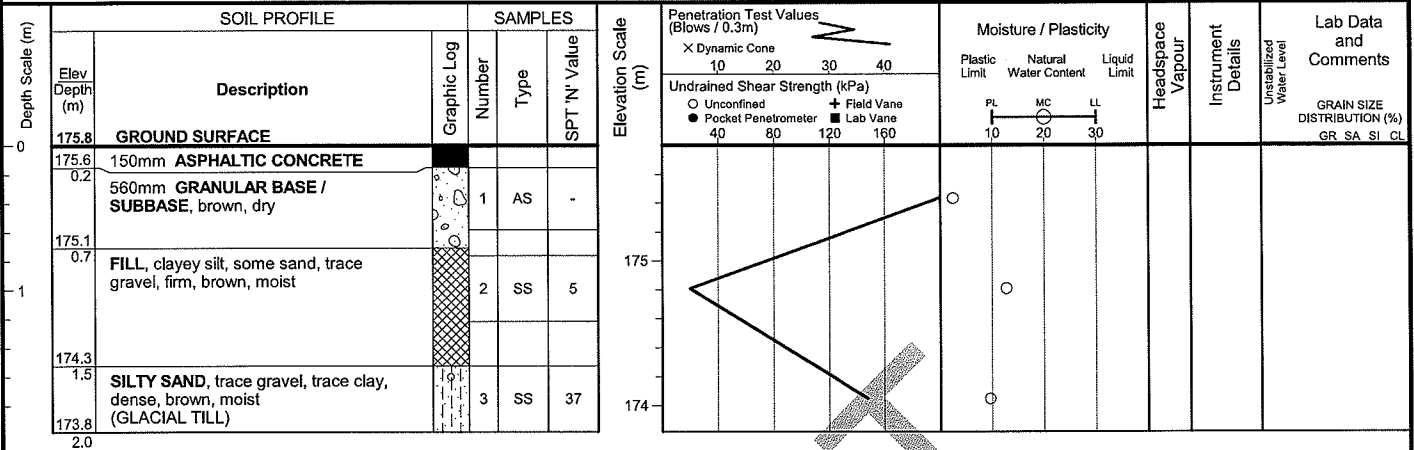 SOIL PROFILE
SAMPLES
Depth Scale (m)
Elev
Depth
(m)
Description
Graphic Log
Number
Type
SPT 'N' Value
Elevation Scale
(m)
Penetration Test Values
(Blows / 0.3m)
× Dynamic Cone
10 20 30 40
Undrained Shear Strength (kPa)
○ Unconfined + Field Vane
● Pocket Penetrometer ■ Lab Vane
40 80 120 160
Moisture / Plasticity
Plastic Natural Liquid
Limit Water Content Limit
PL MC LL
10 20 30
Headspace
Vapour
Instrument
Details
Unstabilized
Water Level
Lab Data
and
Comments
GRAIN SIZE
DISTRIBUTION (%)
GR SA SI CL
175.8 GROUND SURFACE
0
175.6 150mm ASPHALTIC CONCRETE
0.2
560mm GRANULAR BASE /
SUBBASE, brown, dry
1 AS -
175.1
0.7
FILL, clayey silt, some sand, trace
gravel, firm, brown, moist
175
1
2 SS 5
174.3
1.5
SILTY SAND, trace gravel, trace clay,
dense, brown, moist
(GLACIAL TILL)
3 SS 37
174
173.8
2.0